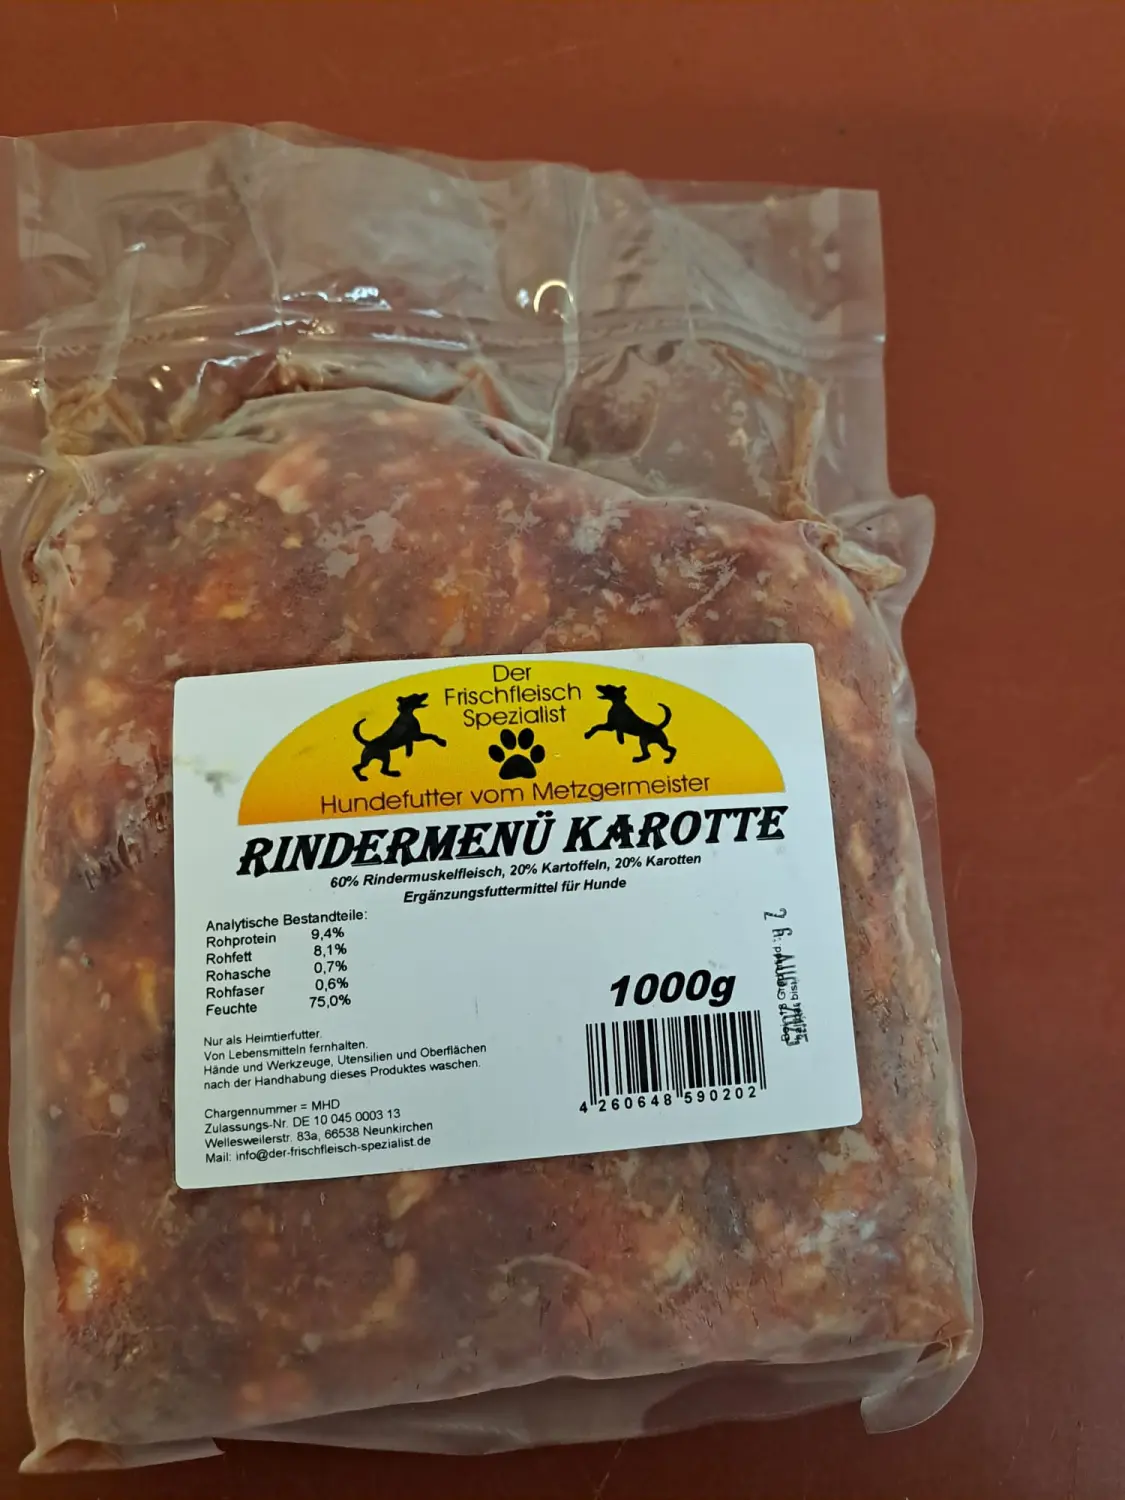 Der
Frischfleisch
Spezialist
Hundefutter vom Metzgermeister
RINDERMENÜ KAROTTE
60% Rindermuskelfleisch, 20% Kartoffeln, 20% Karotten
Ergänzungsfuttermittel für Hunde
Analytische Bestandteile:
Rohprotein 9,4%
Rohfett 8,1%
Rohasche 0,7%
Rohfaser 0,6%
Feuchte 75,0%
1000g
Nur als Heimtierfutter.
Von Lebensmitteln fernhalten.
Hände und Werkzeuge, Utensilien und Oberflächen
nach der Handhabung dieses Produktes waschen.
Chargennummer = MHD
Zulassungs-Nr. DE 10 045 0003 13
Wellesweilerstr. 83a, 66538 Neunkirchen
Mail: info@der-frischfleisch-spezialist.de
4 260648 590202